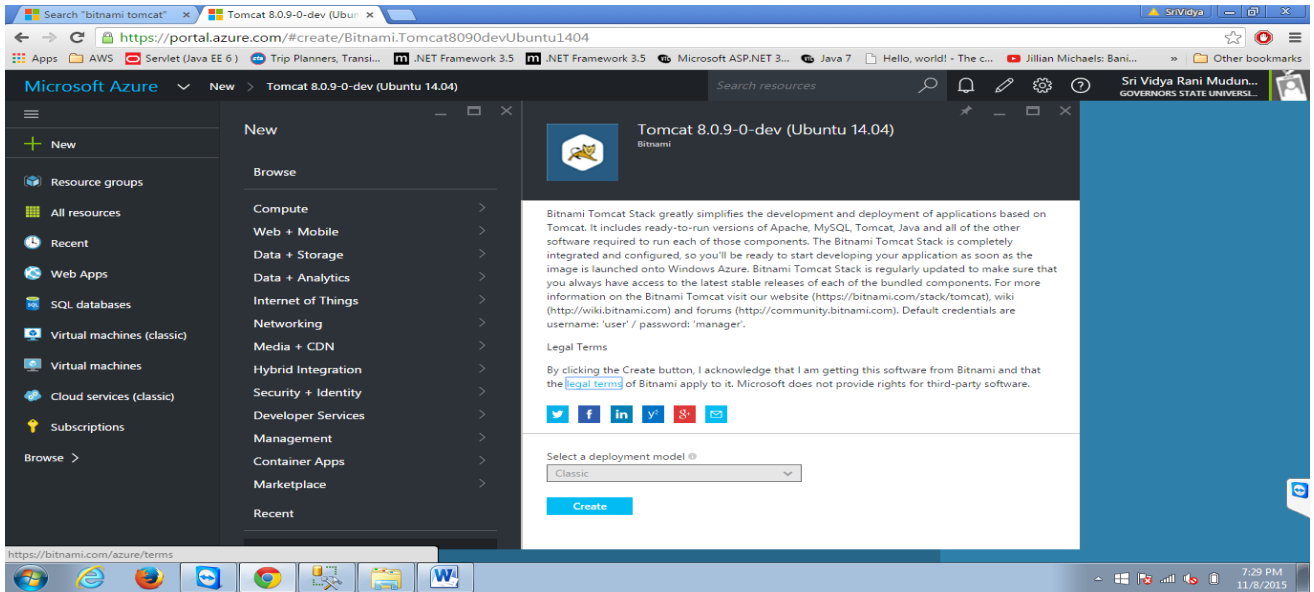 Search "bitnami tomcat"
Tomcat 8.0.9-0-dev (Ubun
SriVidya
https://portal.azure.com/#create/Bitnami.Tomcat8090devUbuntu1404
Apps AWS Servlet (Java EE 6) Trip Planners, Transi... .NET Framework 3.5 .NET Framework 3.5 Microsoft ASP.NET 3... Java 7 Hello, world! - The c... Jillian Michaels: Bani... » Other bookmarks
Microsoft Azure New > Tomcat 8.0.9-0-dev (Ubuntu 14.04) Search resources Sri Vidya Rani Mudun...
GOVERNORS STATE UNIVERSI...
New
Resource groups
All resources
Recent
Web Apps
SQL databases
Virtual machines (classic)
Virtual machines
Cloud services (classic)
Subscriptions
Browse >
New
Browse
Compute
Web + Mobile
Data + Storage
Data + Analytics
Internet of Things
Networking
Media + CDN
Hybrid Integration
Security + Identity
Developer Services
Management
Container Apps
Marketplace
Recent
Tomcat 8.0.9-0-dev (Ubuntu 14.04)
Bitnami
Bitnami Tomcat Stack greatly simplifies the development and deployment of applications based on
Tomcat. It includes ready-to-run versions of Apache, MySQL, Tomcat, Java and all of the other
software required to run each of those components. The Bitnami Tomcat Stack is completely
integrated and configured, so you'll be ready to start developing your application as soon as the
image is launched onto Windows Azure. Bitnami Tomcat Stack is regularly updated to make sure that
you always have access to the latest stable releases of each of the bundled components. For more
information on the Bitnami Tomcat visit our website (https://bitnami.com/stack/tomcat), wiki
(http://wiki.bitnami.com) and forums (http://community.bitnami.com). Default credentials are
username: 'user' / password: 'manager'.
Legal Terms
By clicking the Create button, I acknowledge that I am getting this software from Bitnami and that
the legal terms of Bitnami apply to it. Microsoft does not provide rights for third-party software.
Select a deployment model
Classic
Create
https://bitnami.com/azure/terms
7:29 PM
11/8/2015